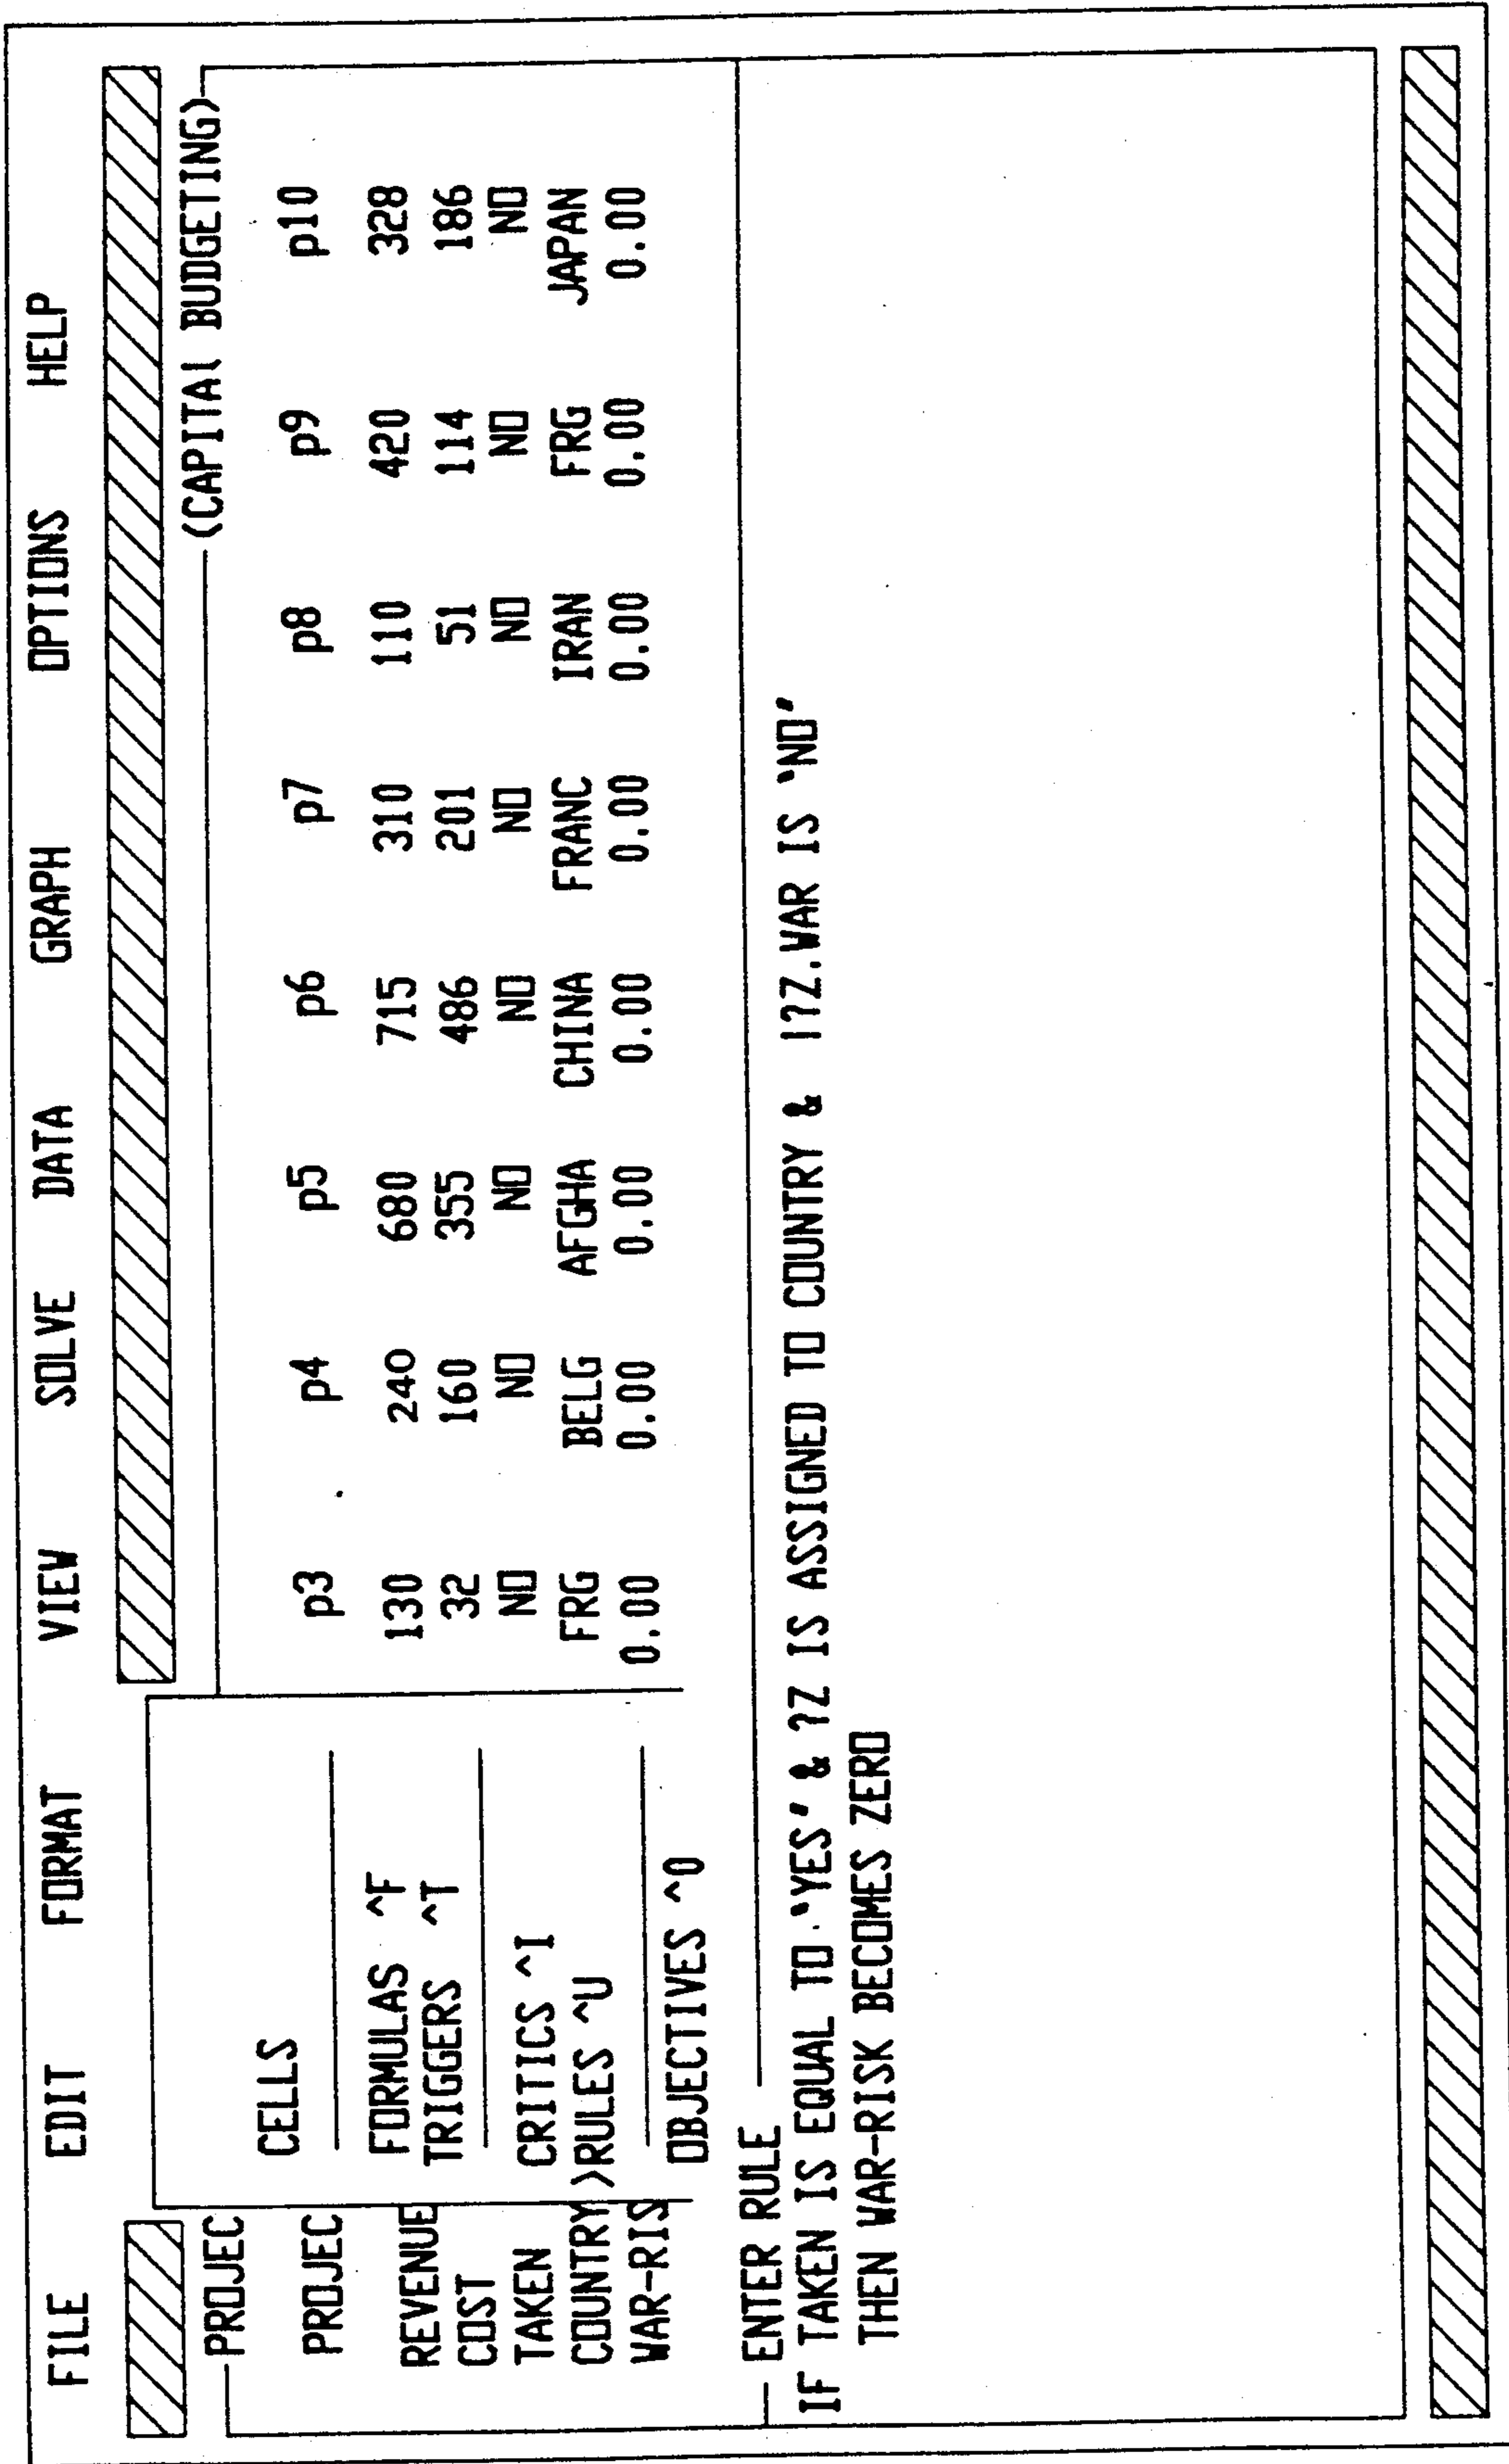 FILE EDIT FORMAT VIEW SOLVE DATA GRAPH OPTIONS HELP
PROJEC (CAPITAL BUDGETING)
CELLS
PROJEC p3 p4 p5 p6 p7 p8 p9 p10
REVENUE FORMULAS ^F 130 240 680 715 310 110 420 328
COST TRIGGERS ^T 32 160 355 486 201 51 114 186
TAKEN CRITICS ^I NO NO NO NO NO NO NO NO
COUNTRY >RULES ^U FRG BELG AFGHA CHINA FRANC IRAN FRG JAPAN
WAR-RIS 0.00 0.00 0.00 0.00 0.00 0.00 0.00 0.00
OBJECTIVES ^O
ENTER RULE
IF TAKEN IS EQUAL TO 'YES' & ?Z IS ASSIGNED TO COUNTRY & !?Z.WAR IS 'NO'
THEN WAR-RISK BECOMES ZERO